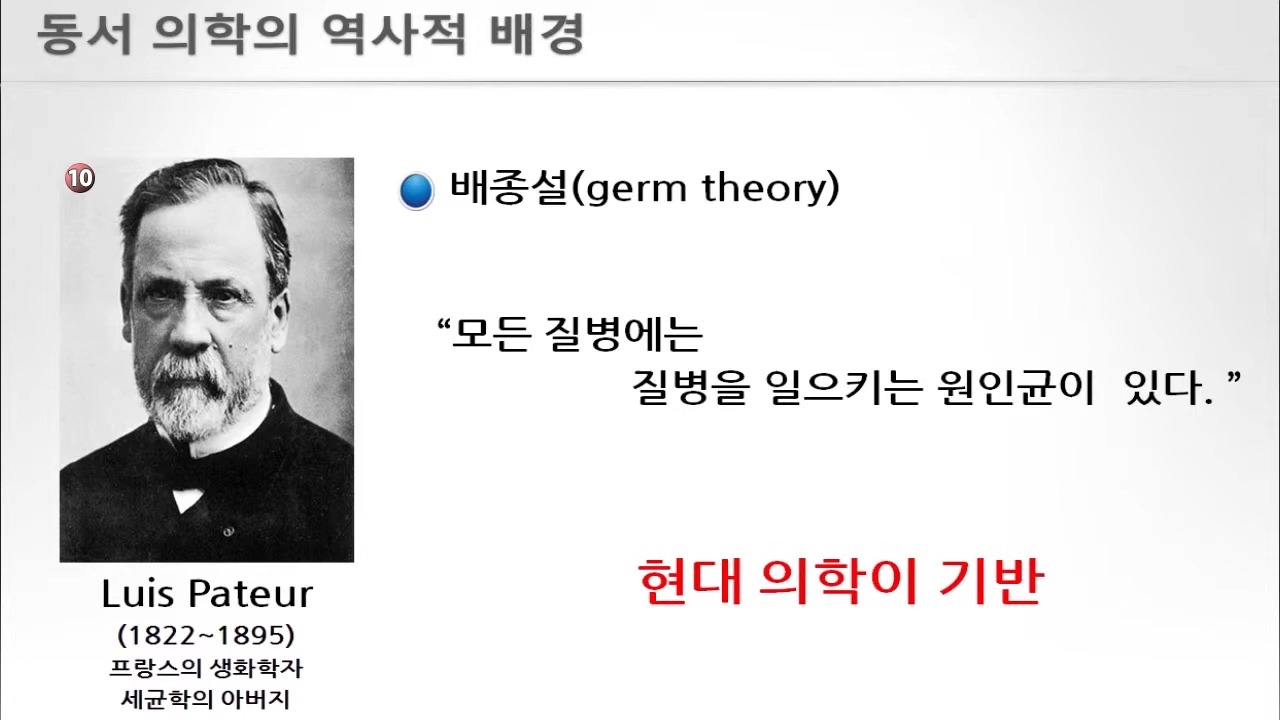 동서 의학의 역사적 배경
10
배종설(germ theory)
“모든 질병에는
질병을 일으키는 원인균이 있다. ”
현대 의학이 기반
Luis Pateur
(1822~1895)
프랑스의 생화학자
세균학의 아버지